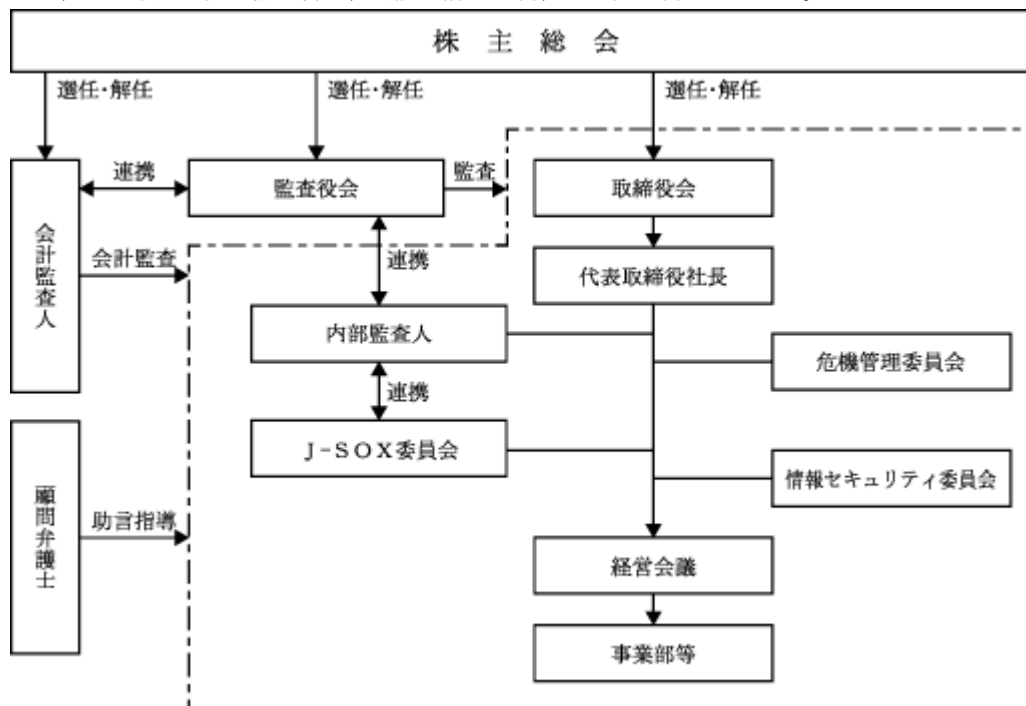 株主総会
選任・解任
選任・解任
選任・解任
連携
監査役会
監査
取締役会
会計監査人
会計監査
連携
代表取締役社長
内部監査人
危機管理委員会
連携
J-SOX委員会
情報セキュリティ委員会
顧問弁護士
助言指導
経営会議
事業部等